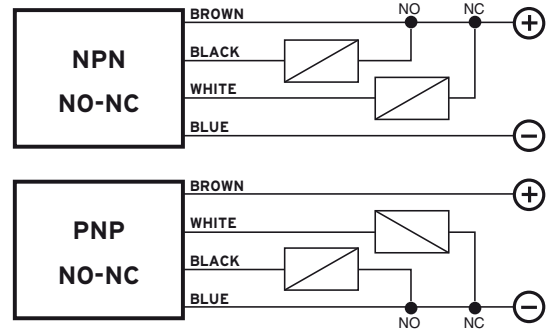 NO NC
BROWN
+
BLACK
NPN
WHITE
NO-NC
BLUE
−
BROWN
+
WHITE
PNP
BLACK
NO-NC
BLUE
−
NO NC